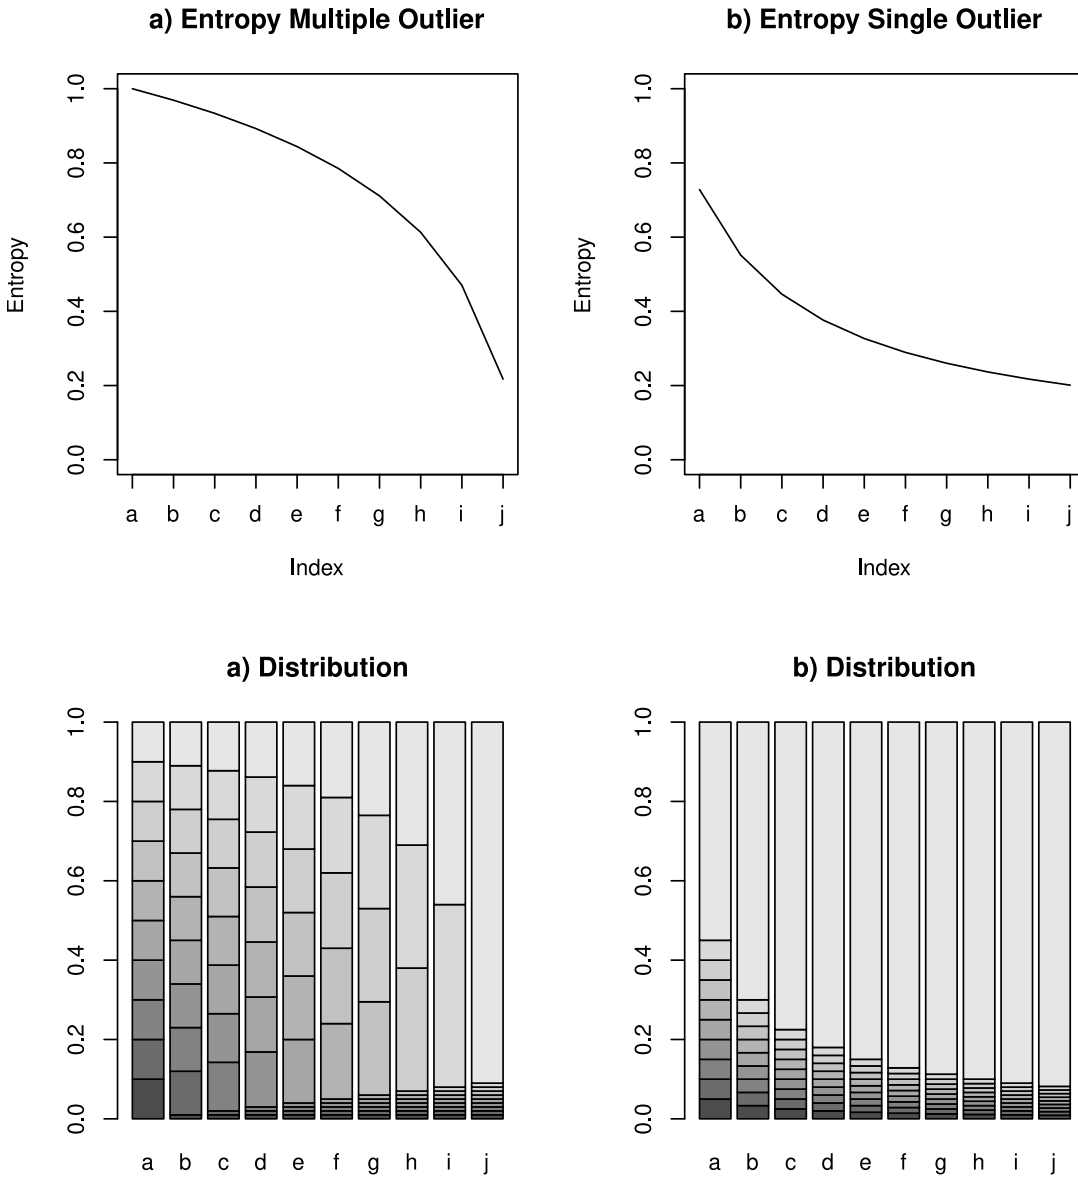 a) Entropy Multiple Outlier
Entropy
1.0
0.8
0.6
0.4
0.2
0.0
a b c d e f g h i j
Index
b) Entropy Single Outlier
Entropy
1.0
0.8
0.6
0.4
0.2
0.0
a b c d e f g h i j
Index
a) Distribution
1.0
0.8
0.6
0.4
0.2
0.0
a b c d e f g h i j
b) Distribution
1.0
0.8
0.6
0.4
0.2
0.0
a b c d e f g h i j